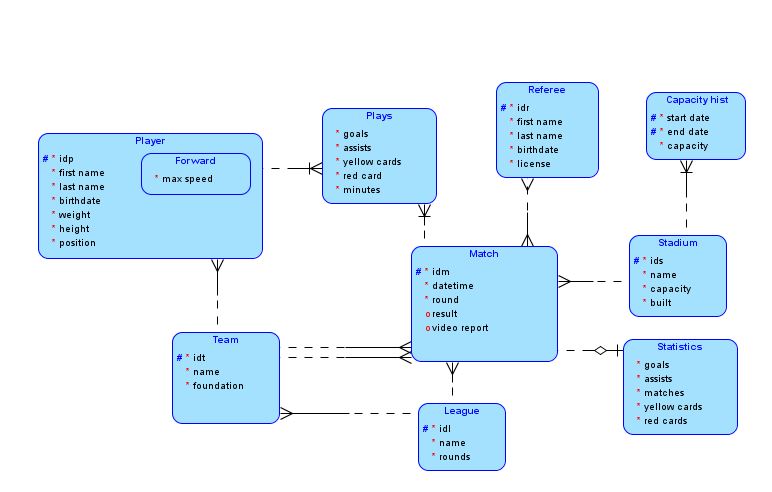 Player
# * idp
* first name
* last name
* birthdate
* weight
* height
* position
Forward
* max speed
Plays
* goals
* assists
* yellow cards
* red card
* minutes
Referee
# * idr
* first name
* last name
* birthdate
* license
Capacity hist
# * start date
# * end date
* capacity
Match
# * idm
* datetime
* round
o result
o video report
Stadium
# * ids
* name
* capacity
* built
Team
# * idt
* name
* foundation
League
# * idl
* name
* rounds
Statistics
* goals
* assists
* matches
* yellow cards
* red cards